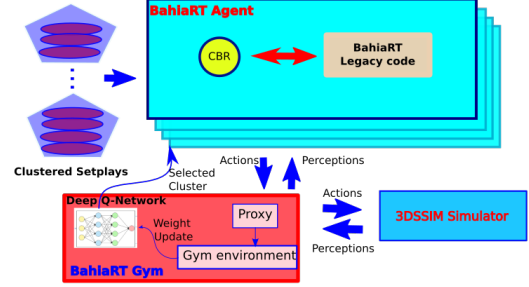 BahiaRT Agent
CBR
BahiaRT
Legacy code
Clustered Setplays
Selected
Cluster
Actions
Perceptions
Deep Q-Network
Weight
Update
Proxy
Gym environment
BahiaRT Gym
Actions
Perceptions
3DSSIM Simulator